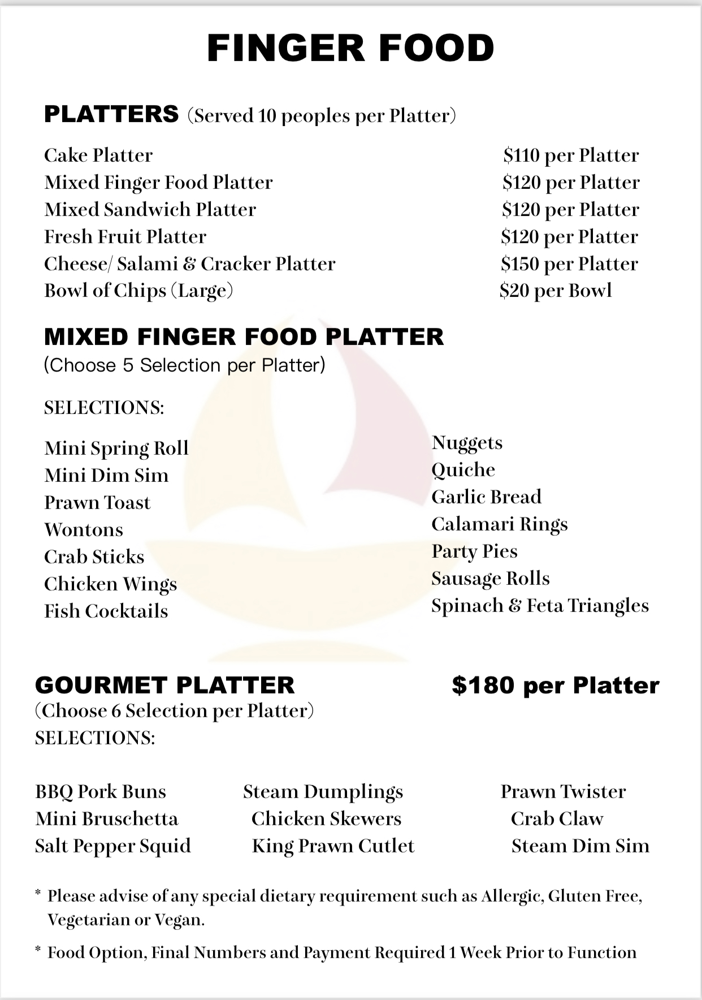 FINGER FOOD
PLATTERS (Served 10 peoples per Platter)
Cake Platter $110 per Platter
Mixed Finger Food Platter $120 per Platter
Mixed Sandwich Platter $120 per Platter
Fresh Fruit Platter $120 per Platter
Cheese/ Salami & Cracker Platter $150 per Platter
Bowl of Chips (Large) $20 per Bowl
MIXED FINGER FOOD PLATTER
(Choose 5 Selection per Platter)
SELECTIONS:
Mini Spring Roll
Mini Dim Sim
Prawn Toast
Wontons
Crab Sticks
Chicken Wings
Fish Cocktails
Nuggets
Quiche
Garlic Bread
Calamari Rings
Party Pies
Sausage Rolls
Spinach & Feta Triangles
GOURMET PLATTER $180 per Platter
(Choose 6 Selection per Platter)
SELECTIONS:
BBQ Pork Buns Steam Dumplings Prawn Twister
Mini Bruschetta Chicken Skewers Crab Claw
Salt Pepper Squid King Prawn Cutlet Steam Dim Sim
* Please advise of any special dietary requirement such as Allergic, Gluten Free,
Vegetarian or Vegan.
* Food Option, Final Numbers and Payment Required 1 Week Prior to Function